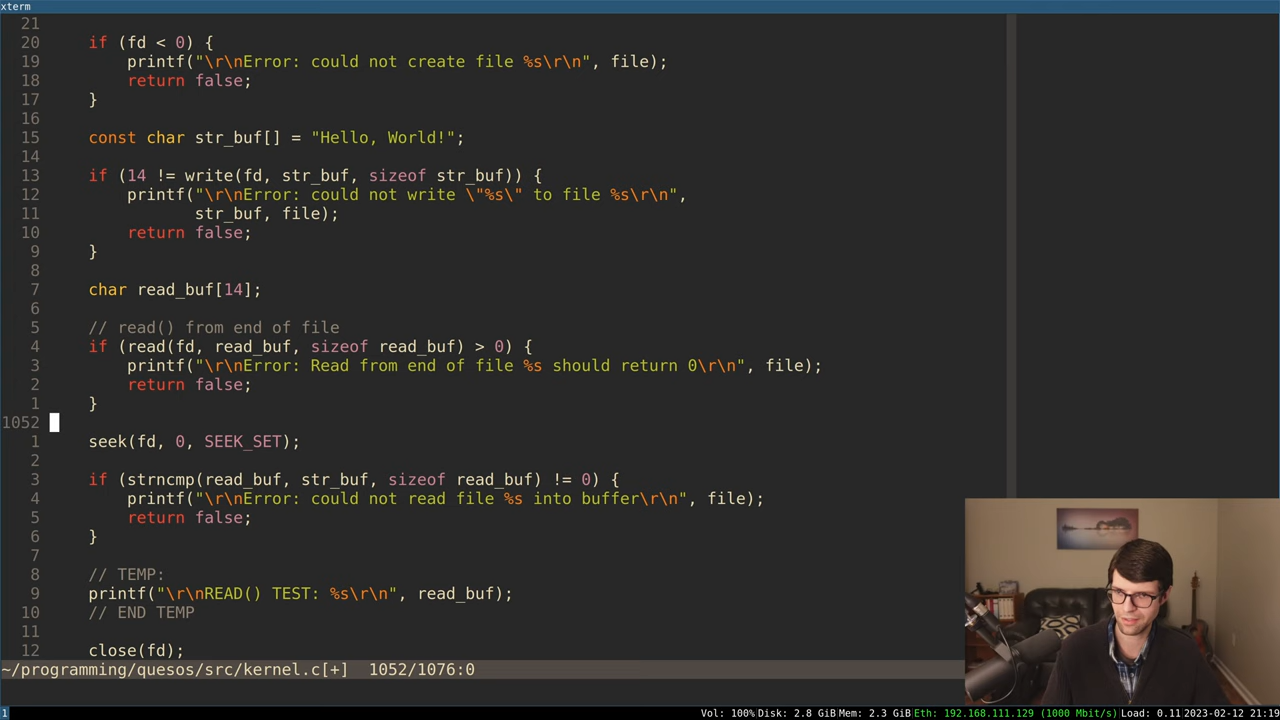 xterm
21
20 if (fd < 0) {
19 printf("\r\nError: could not create file %s\r\n", file);
18 return false;
17 }
16
15 const char str_buf[] = "Hello, World!";
14
13 if (14 != write(fd, str_buf, sizeof str_buf)) {
12 printf("\r\nError: could not write \"%s\" to file %s\r\n",
11 str_buf, file);
10 return false;
9 }
8
7 char read_buf[14];
6
5 // read() from end of file
4 if (read(fd, read_buf, sizeof read_buf) > 0) {
3 printf("\r\nError: Read from end of file %s should return 0\r\n", file);
2 return false;
1 }
1052
1 seek(fd, 0, SEEK_SET);
2
3 if (strncmp(read_buf, str_buf, sizeof read_buf) != 0) {
4 printf("\r\nError: could not read file %s into buffer\r\n", file);
5 return false;
6 }
7
8 // TEMP:
9 printf("\r\nREAD() TEST: %s\r\n", read_buf);
10 // END TEMP
11
12 close(fd);
~/programming/quesos/src/kernel.c[+] 1052/1076:0
1 Vol: 100% Disk: 2.8 GiB Mem: 2.3 GiB Eth: 192.168.111.129 (1000 Mbit/s) Load: 0.11 2023-02-12 21:19